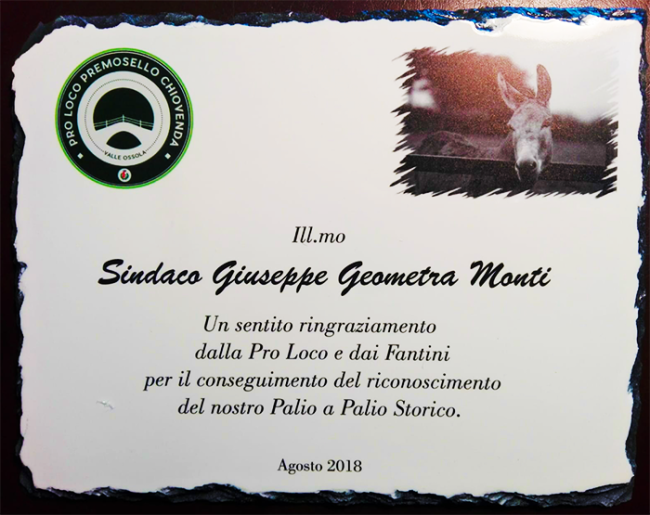 PRO LOCO PREMOSELLO CHIOVENDA
VALLE OSSOLA
Ill.mo
Sindaco Giuseppe Geometra Monti
Un sentito ringraziamento
dalla Pro Loco e dai Fantini
per il conseguimento del riconoscimento
del nostro Palio a Palio Storico.
Agosto 2018